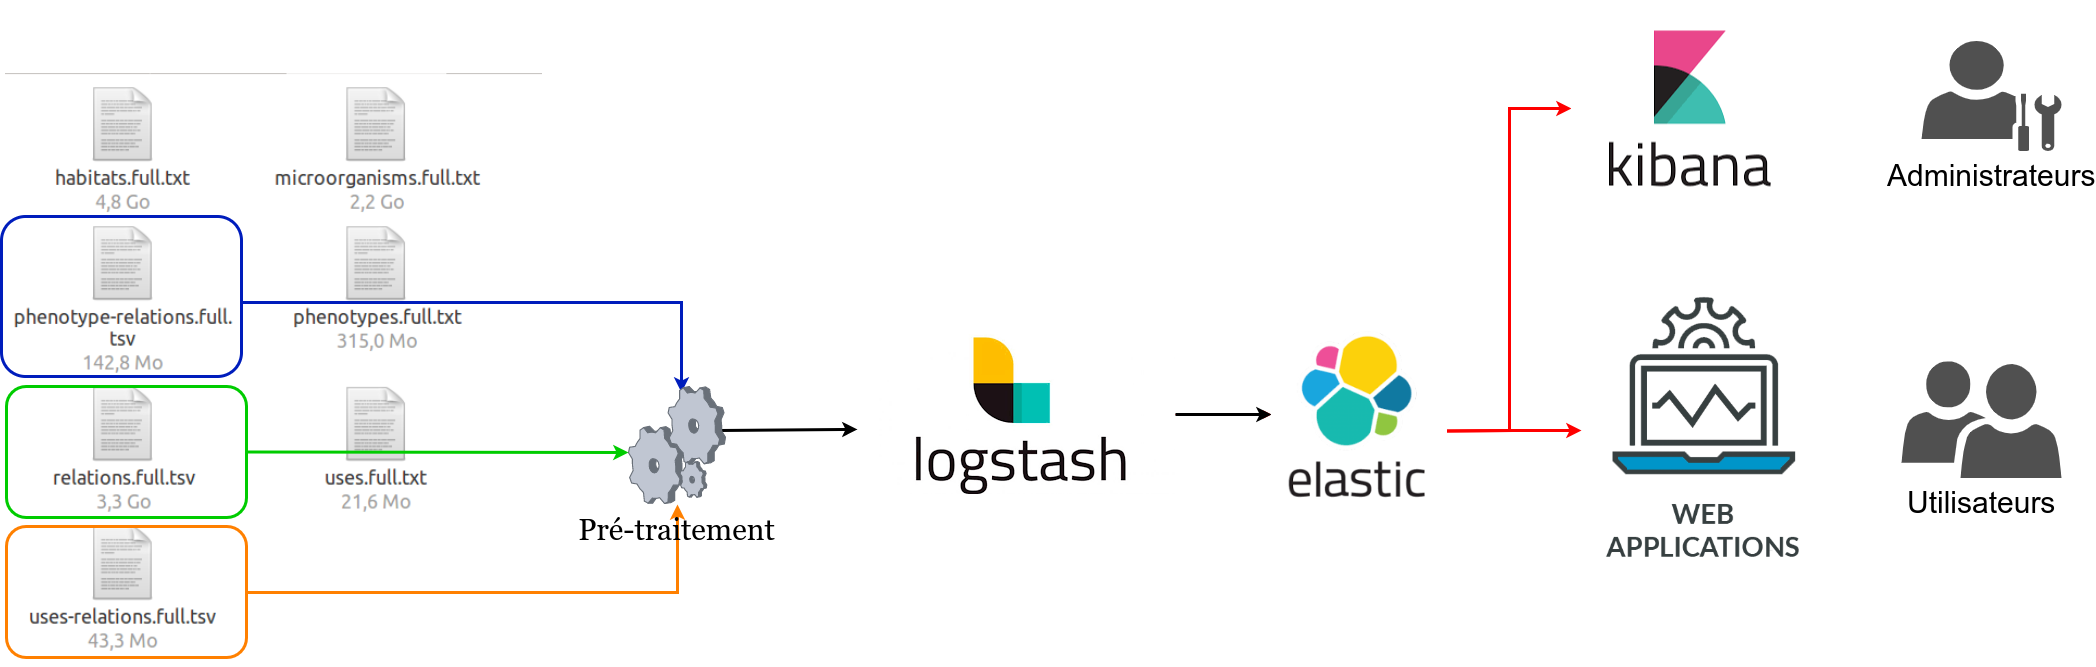 habitats.full.txt
4,8 Go
microorganisms.full.txt
2,2 Go
phenotype-relations.full.
tsv
142,8 Mo
phenotypes.full.txt
315,0 Mo
relations.full.tsv
3,3 Go
uses.full.txt
21,6 Mo
uses-relations.full.tsv
43,3 Mo
Pré-traitement
logstash
elastic
kibana
Administrateurs
WEB
APPLICATIONS
Utilisateurs